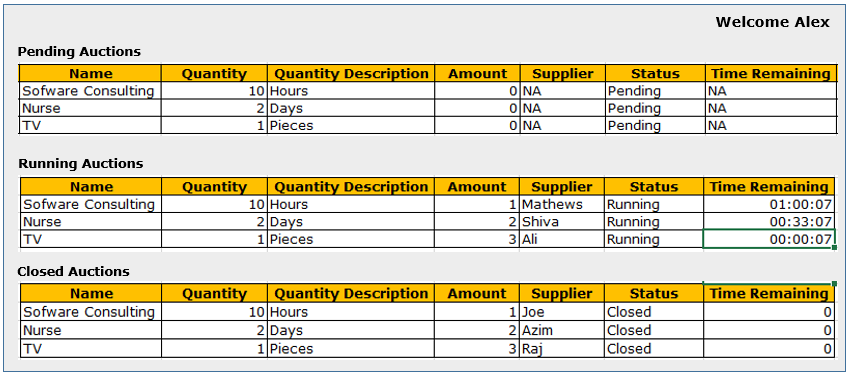 Welcome Alex
Pending Auctions
Name Quantity Quantity Description Amount Supplier Status Time Remaining
Sofware Consulting 10 Hours 0 NA Pending NA
Nurse 2 Days 0 NA Pending NA
TV 1 Pieces 0 NA Pending NA
Running Auctions
Name Quantity Quantity Description Amount Supplier Status Time Remaining
Sofware Consulting 10 Hours 1 Mathews Running 01:00:07
Nurse 2 Days 2 Shiva Running 00:33:07
TV 1 Pieces 3 Ali Running 00:00:07
Closed Auctions
Name Quantity Quantity Description Amount Supplier Status Time Remaining
Sofware Consulting 10 Hours 1 Joe Closed 0
Nurse 2 Days 2 Azim Closed 0
TV 1 Pieces 3 Raj Closed 0